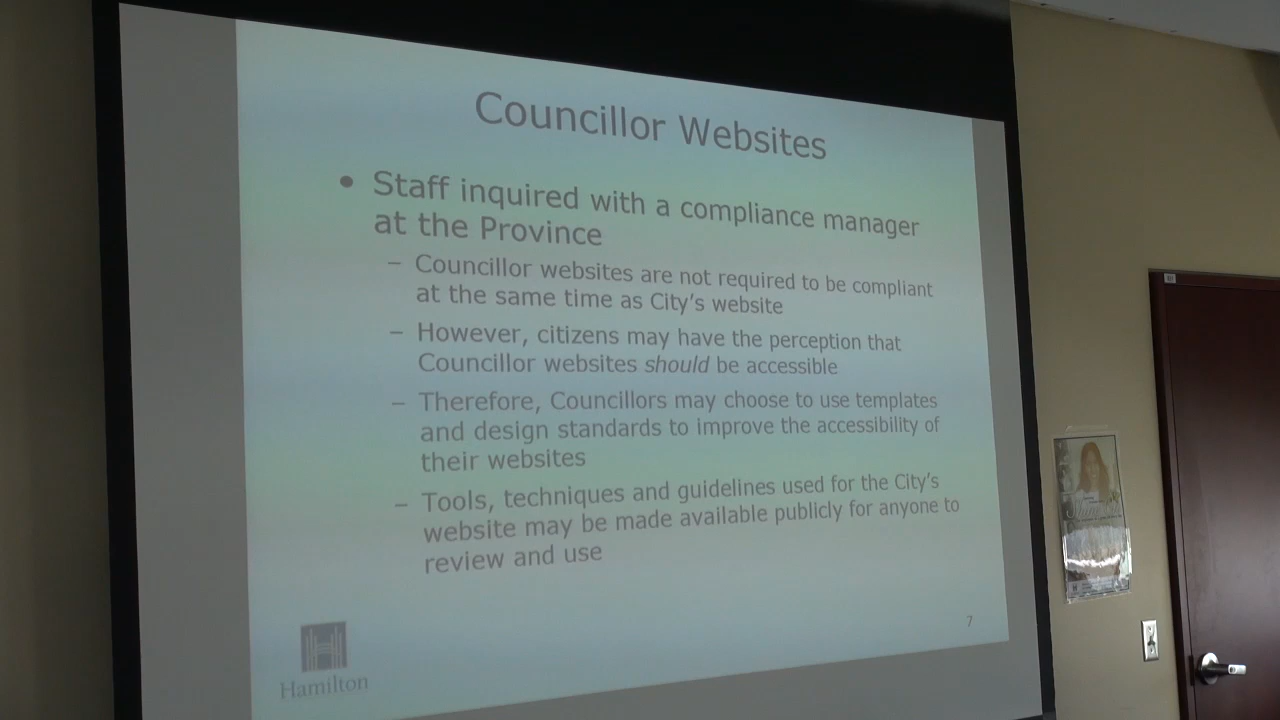 Councillor Websites
• Staff inquired with a compliance manager
at the Province
– Councillor websites are not required to be compliant
at the same time as City's website
– However, citizens may have the perception that
Councillor websites should be accessible
– Therefore, Councillors may choose to use templates
and design standards to improve the accessibility of
their websites
– Tools, techniques and guidelines used for the City's
website may be made available publicly for anyone to
review and use
7
Hamilton